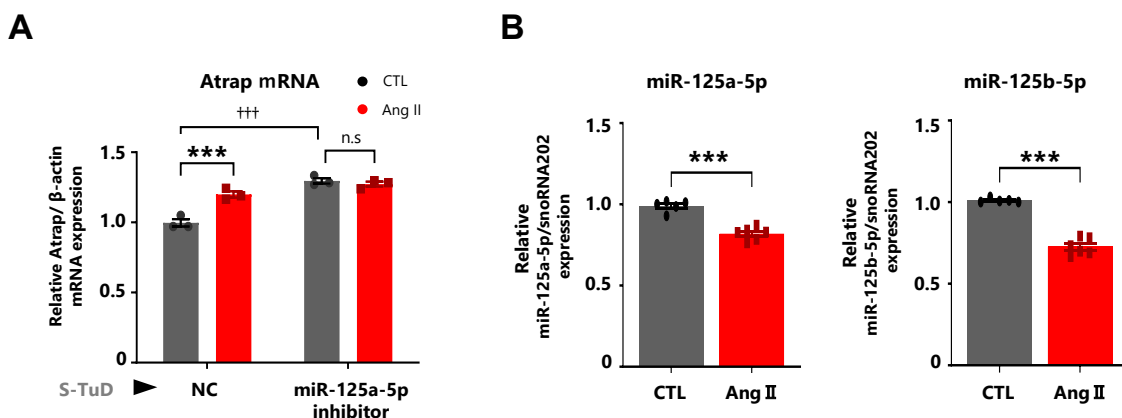 A
B
Atrap mRNA
CTL
Ang Ⅱ
†††
***
n.s
Relative Atrap/ β-actin
mRNA expression
1.5
1.0
0.5
0
S-TuD
NC
miR-125a-5p
inhibitor
miR-125a-5p
Relative
miR-125a-5p/snoRNA202
expression
1.5
1.0
0.5
0
***
CTL
Ang Ⅱ
miR-125b-5p
Relative
miR-125b-5p/snoRNA202
expression
1.5
1.0
0.5
0
***
CTL
Ang Ⅱ